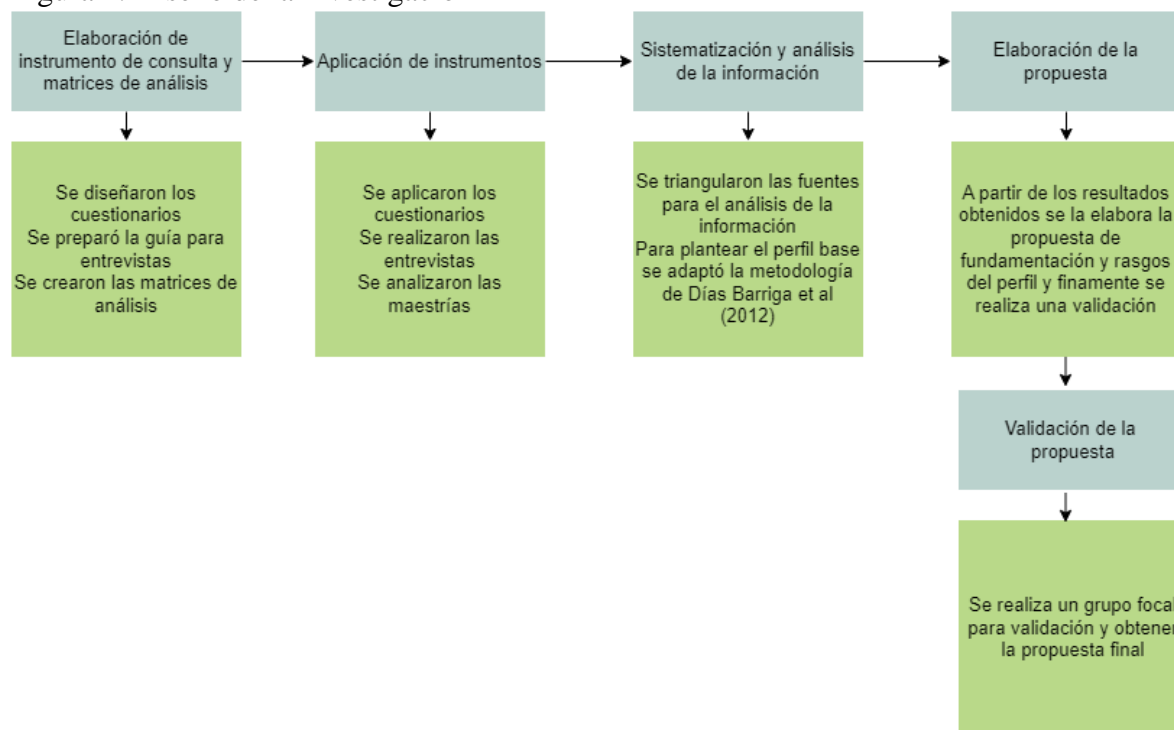 Elaboración de
instrumento de consulta y
matrices de análisis
Aplicación de instrumentos
Sistematización y análisis
de la información
Elaboración de la
propuesta
Se diseñaron los
cuestionarios
Se preparó la guía para
entrevistas
Se crearon las matrices de
análisis
Se aplicaron los
cuestionarios
Se realizaron las
entrevistas
Se analizaron las
maestrías
Se triangularon las fuentes
para el análisis de la
información
Para plantear el perfil base
se adaptó la metodología
de Días Barriga et al
(2012)
A partir de los resultados
obtenidos se la elabora la
propuesta de
fundamentación y rasgos
del perfil y finamente se
realiza una validación
Validación de la
propuesta
Se realiza un grupo focal
para validación y obtener
la propuesta final